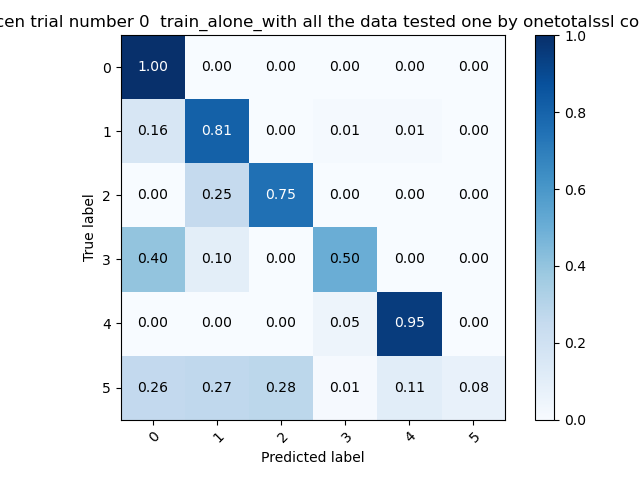 cen trial number 0 train_alone_with all the data tested one by onetotalssl co
1.0
0 1.00 0.00 0.00 0.00 0.00 0.00
1 0.16 0.81 0.00 0.01 0.01 0.00
0.8
2 0.00 0.25 0.75 0.00 0.00 0.00
0.6
True label
3 0.40 0.10 0.00 0.50 0.00 0.00
0.4
4 0.00 0.00 0.00 0.05 0.95 0.00
0.2
5 0.26 0.27 0.28 0.01 0.11 0.08
0.0
0 1 2 3 4 5
Predicted label